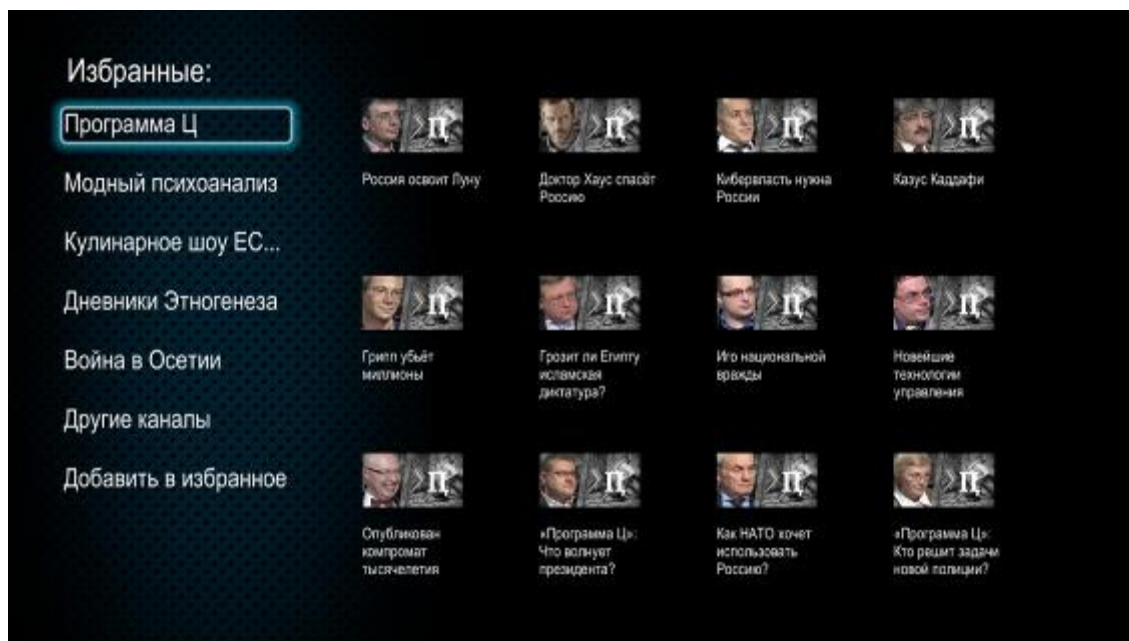 Избранные:
Программа Ц
Модный психоанализ
Кулинарное шоу ЕС...
Дневники Этногенеза
Война в Осетии
Другие каналы
Добавить в избранное
Ц
Ц
Ц
Ц
Россия освоит Луну
Доктор Хаус спасёт
Россию
Кибервласть нужна
России
Казус Каддафи
Ц
Ц
Ц
Ц
Грипп убьёт
миллионы
Грозит ли Египту
исламская
диктатура?
Иго национальной
вражды
Новейшие
технологии
управления
Ц
Ц
Ц
Ц
Опубликован
компромат
тысячелетия
«Программа Ц»:
Что волнует
президента?
Как НАТО хочет
использовать
Россию?
«Программа Ц»:
Кто решит задачи
новой полиции?